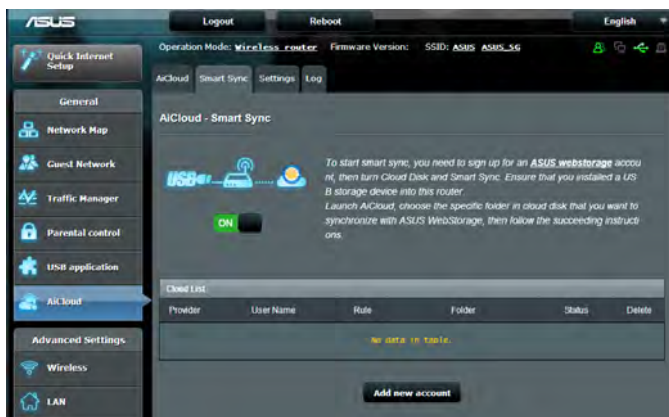 ASUS
Logout
Reboot
English
Quick Internet
Setup
Operation Mode: Wireless router Firmware Version: SSID: ASUS ASUS_5G
AiCloud Smart Sync Settings Log
General
Network Map
Guest Network
Traffic Manager
Parental control
USB application
AiCloud
Advanced Settings
Wireless
LAN
AiCloud - Smart Sync
USB
ON
To start smart sync, you need to sign up for an ASUS webstorage accou
nt, then turn Cloud Disk and Smart Sync. Ensure that you installed a US
B storage device into this router
Launch AiCloud, choose the specific folder in cloud disk that you want to
synchronize with ASUS WebStorage, then follow the succeeding instructi
ons.
Cloud List
Provider User Name Rule Folder Status Delete
No data in table.
Add new account